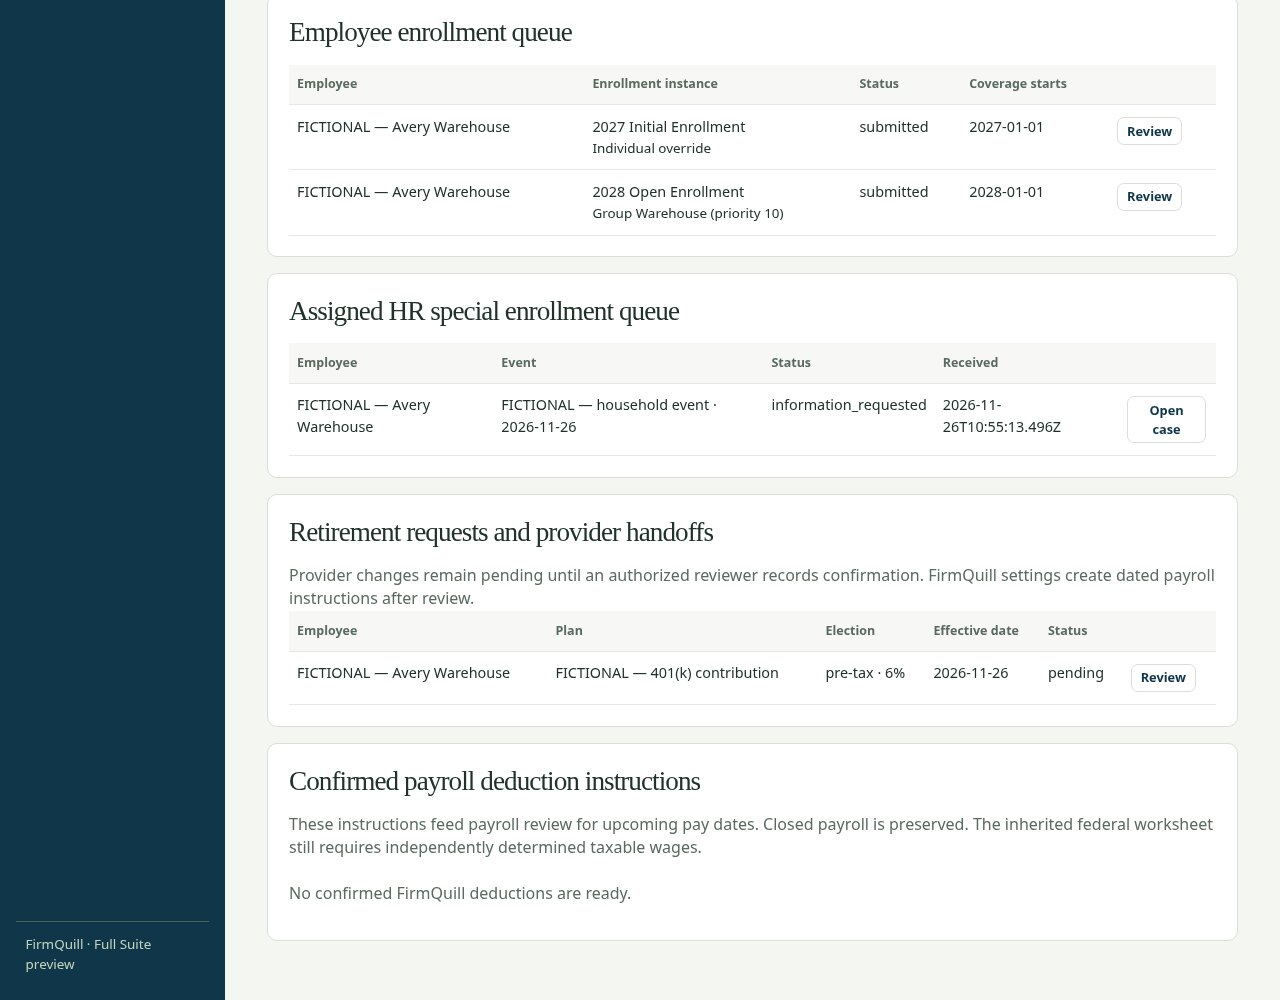 Employee enrollment queue
Employee Enrollment instance Status Coverage starts
FICTIONAL — Avery Warehouse 2027 Initial Enrollment submitted 2027-01-01 Review
Individual override
FICTIONAL — Avery Warehouse 2028 Open Enrollment submitted 2028-01-01 Review
Group Warehouse (priority 10)
Assigned HR special enrollment queue
Employee Event Status Received
FICTIONAL — Avery FICTIONAL — household event · information_requested 2026-11- Open
Warehouse 2026-11-26 26T10:55:13.496Z case
Retirement requests and provider handoffs
Provider changes remain pending until an authorized reviewer records confirmation. FirmQuill settings create dated payroll
instructions after review.
Employee Plan Election Effective date Status
FICTIONAL — Avery Warehouse FICTIONAL — 401(k) contribution pre-tax · 6% 2026-11-26 pending Review
Confirmed payroll deduction instructions
These instructions feed payroll review for upcoming pay dates. Closed payroll is preserved. The inherited federal worksheet
still requires independently determined taxable wages.
No confirmed FirmQuill deductions are ready.
FirmQuill · Full Suite
preview